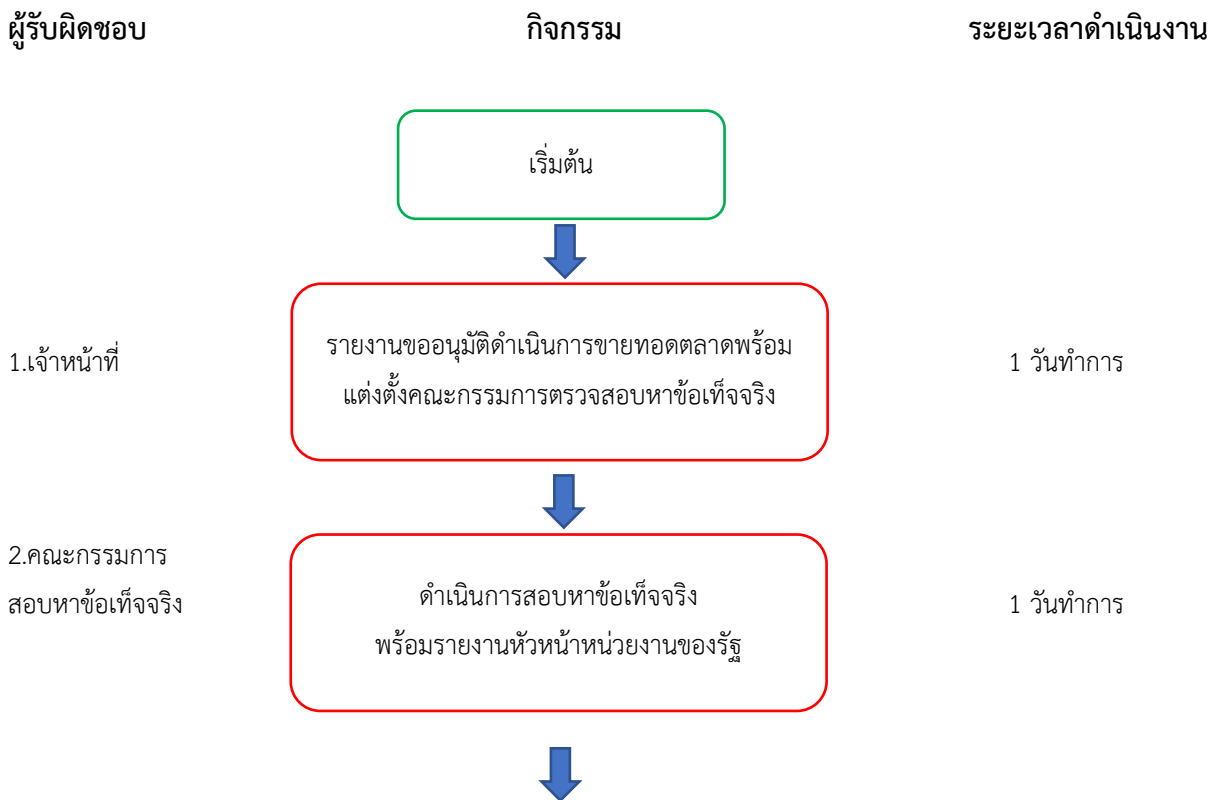 ผู้รับผิดชอบ กิจกรรม ระยะเวลาดำเนินงาน
เริ่มต้น
1.เจ้าหน้าที่
รายงานขออนุมัติดำเนินการขายทอดตลาดพร้อม
แต่งตั้งคณะกรรมการตรวจสอบหาข้อเท็จจริง
1 วันทำการ
2.คณะกรรมการ
สอบหาข้อเท็จจริง
ดำเนินการสอบหาข้อเท็จจริง
พร้อมรายงานหัวหน้าหน่วยงานของรัฐ
1 วันทำการ